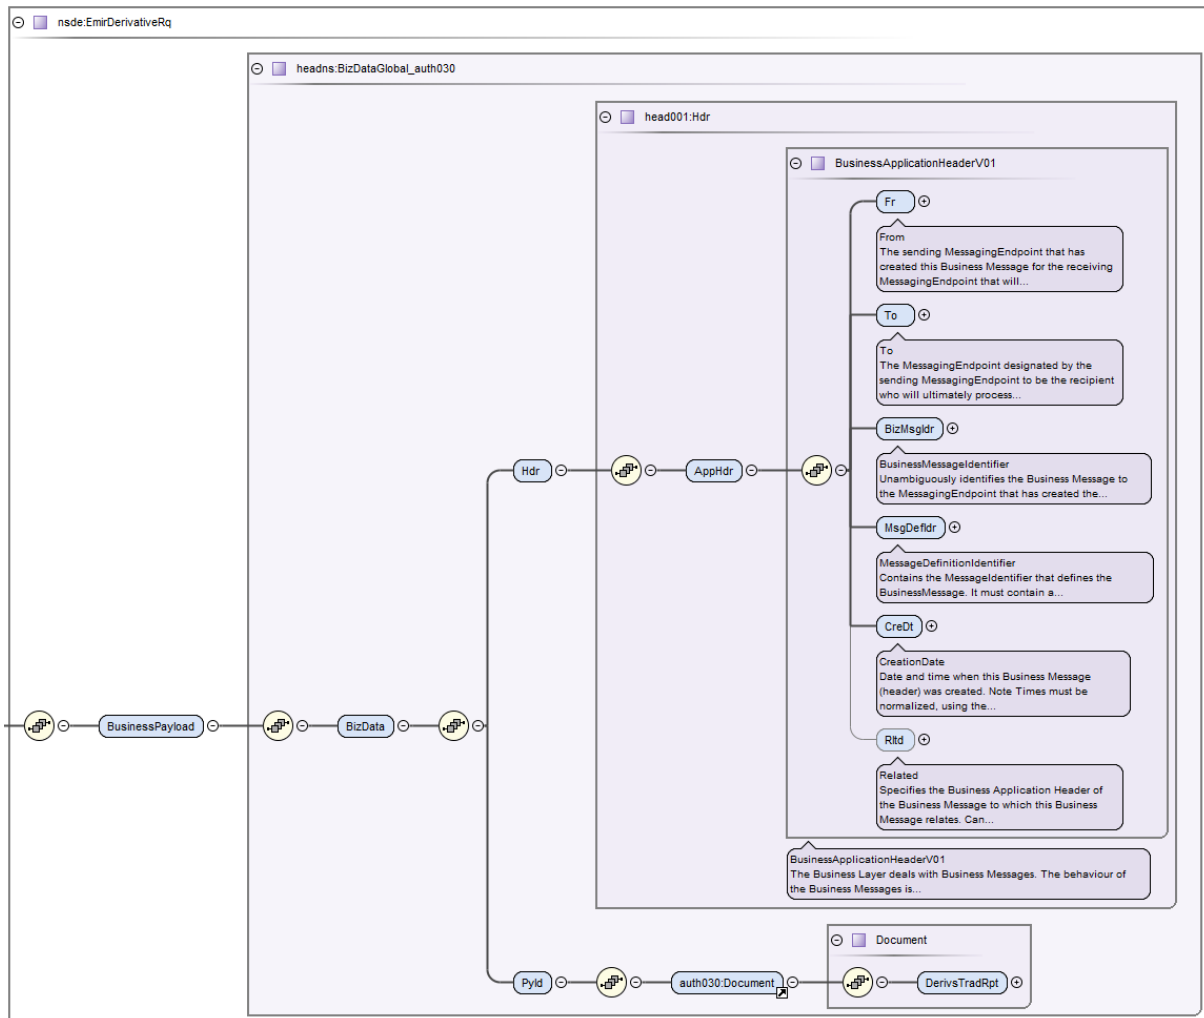 nsde:EmirDerivativeRq
headns:BizDataGlobal_auth030
head001:Hdr
BusinessApplicationHeaderV01
Fr
From
The sending MessagingEndpoint that has
created this Business Message for the receiving
MessagingEndpoint that will...
To
To
The MessagingEndpoint designated by the
sending MessagingEndpoint to be the recipient
who will ultimately process...
BizMsgIdr
BusinessMessageIdentifier
Unambiguously identifies the Business Message to
the MessagingEndpoint that has created the...
MsgDefIdr
MessageDefinitionIdentifier
Contains the MessageIdentifier that defines the
BusinessMessage. It must contain a...
CreDt
CreationDate
Date and time when this Business Message
(header) was created. Note Times must be
normalized, using the...
Rltd
Related
Specifies the Business Application Header of
the Business Message to which this Business
Message relates. Can...
BusinessApplicationHeaderV01
The Business Layer deals with Business Messages. The behaviour of
the Business Messages is...
Hdr
AppHdr
BusinessPayload
BizData
Document
Pyld
auth030:Document
DerivsTradRpt